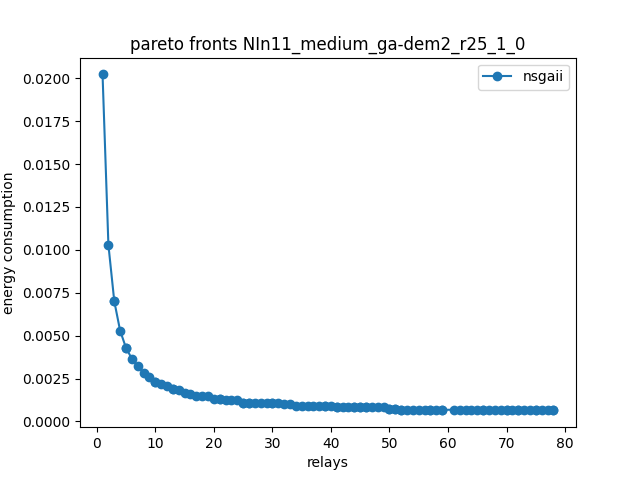 pareto fronts NIn11_medium_ga-dem2_r25_1_0
nsgaii
energy consumption
0.0200
0.0175
0.0150
0.0125
0.0100
0.0075
0.0050
0.0025
0.0000
0 10 20 30 40 50 60 70 80
relays